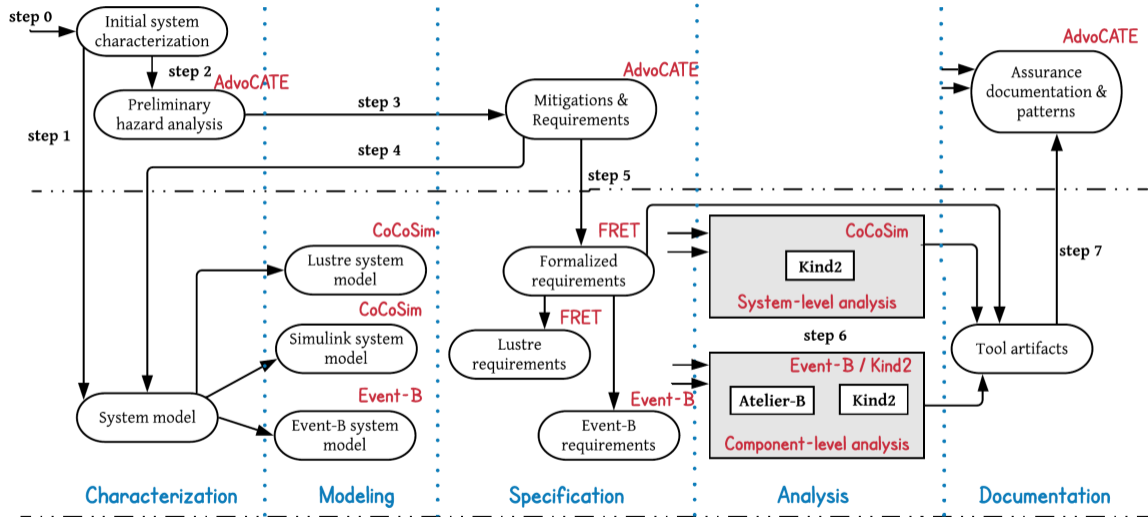 step 0
Initial system
characterization
step 2
AdvoCATE
Preliminary
hazard analysis
step 1
step 3
step 4
AdvoCATE
Mitigations &
Requirements
step 5
AdvoCATE
Assurance
documentation &
patterns
CoCoSim
Lustre system
model
CoCoSim
Simulink system
model
Event-B
Event-B system
model
System model
FRET
Formalized
requirements
FRET
Lustre
requirements
Event-B
Event-B
requirements
CoCoSim
Kind2
System-level analysis
step 6
Event-B / Kind2
Atelier-B
Kind2
Component-level analysis
step 7
Tool artifacts
Characterization
Modeling
Specification
Analysis
Documentation